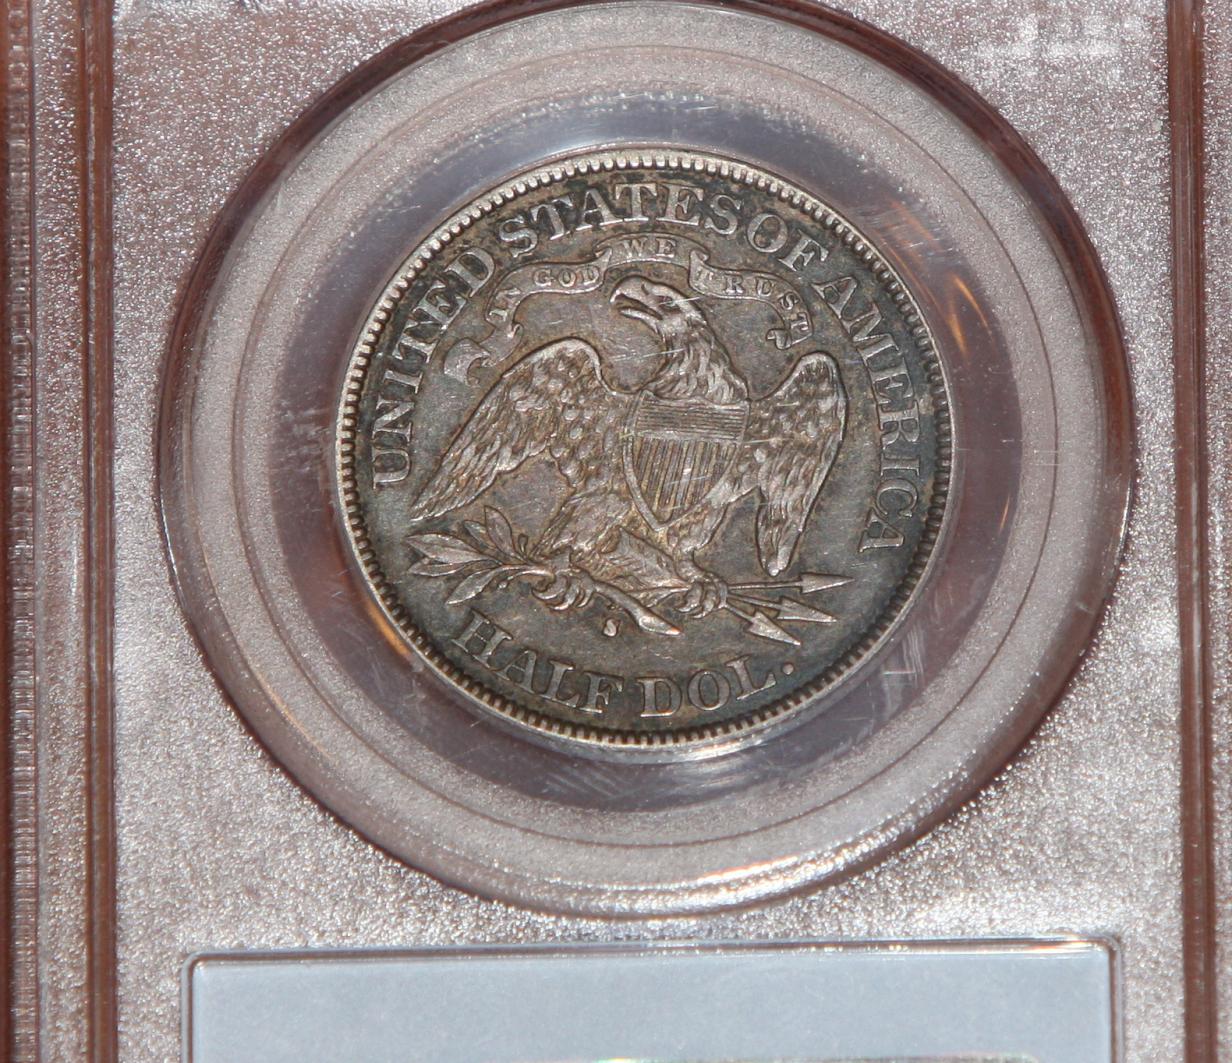 UNITED STATES OF AMERICA
IN GOD WE TRUST
S
HALF DOL.